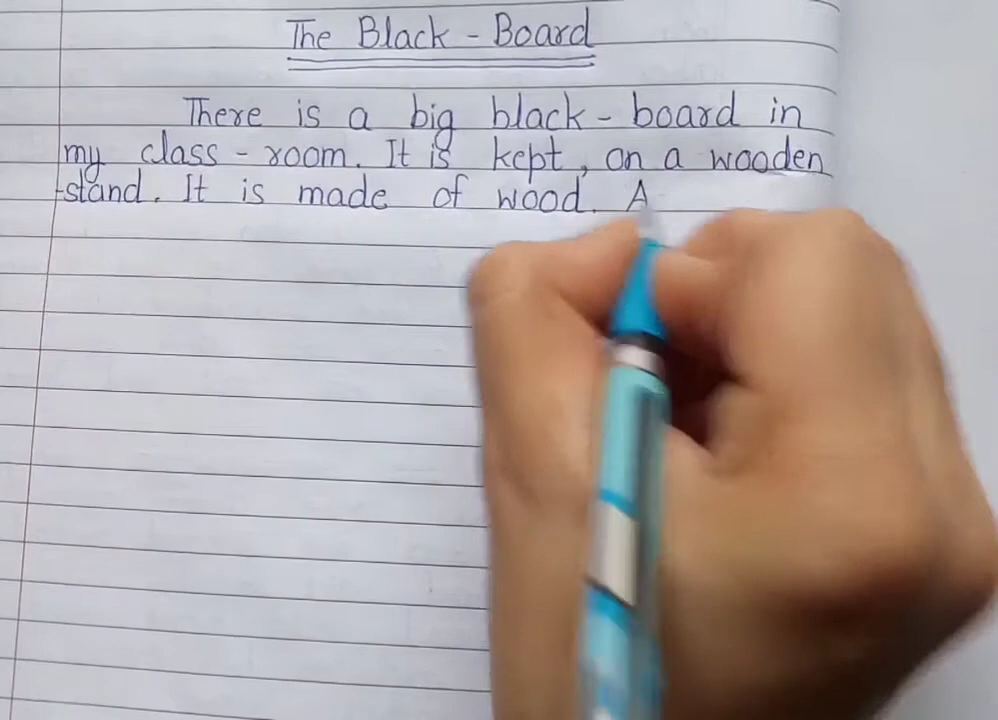 The Black - Board
There is a big black - board in
my class - room. It is kept, on a wooden
stand. It is made of wood. A